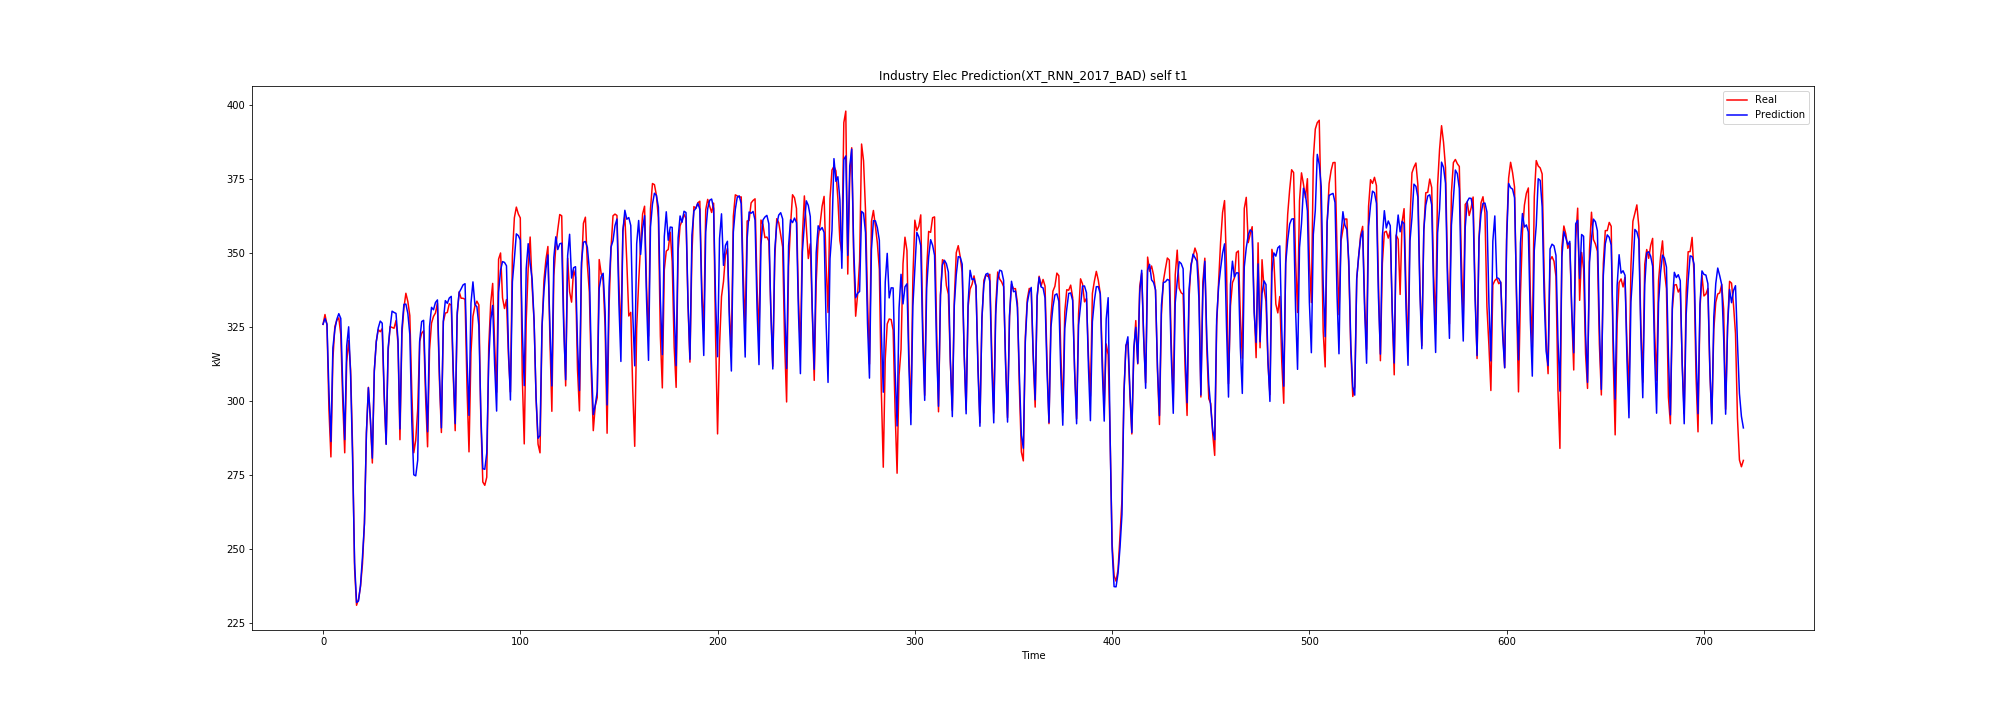 Industry Elec Prediction(XT_RNN_2017_BAD) self t1
Real
Prediction
kW
400
375
350
325
300
275
250
225
0 100 200 300 400 500 600 700
Time